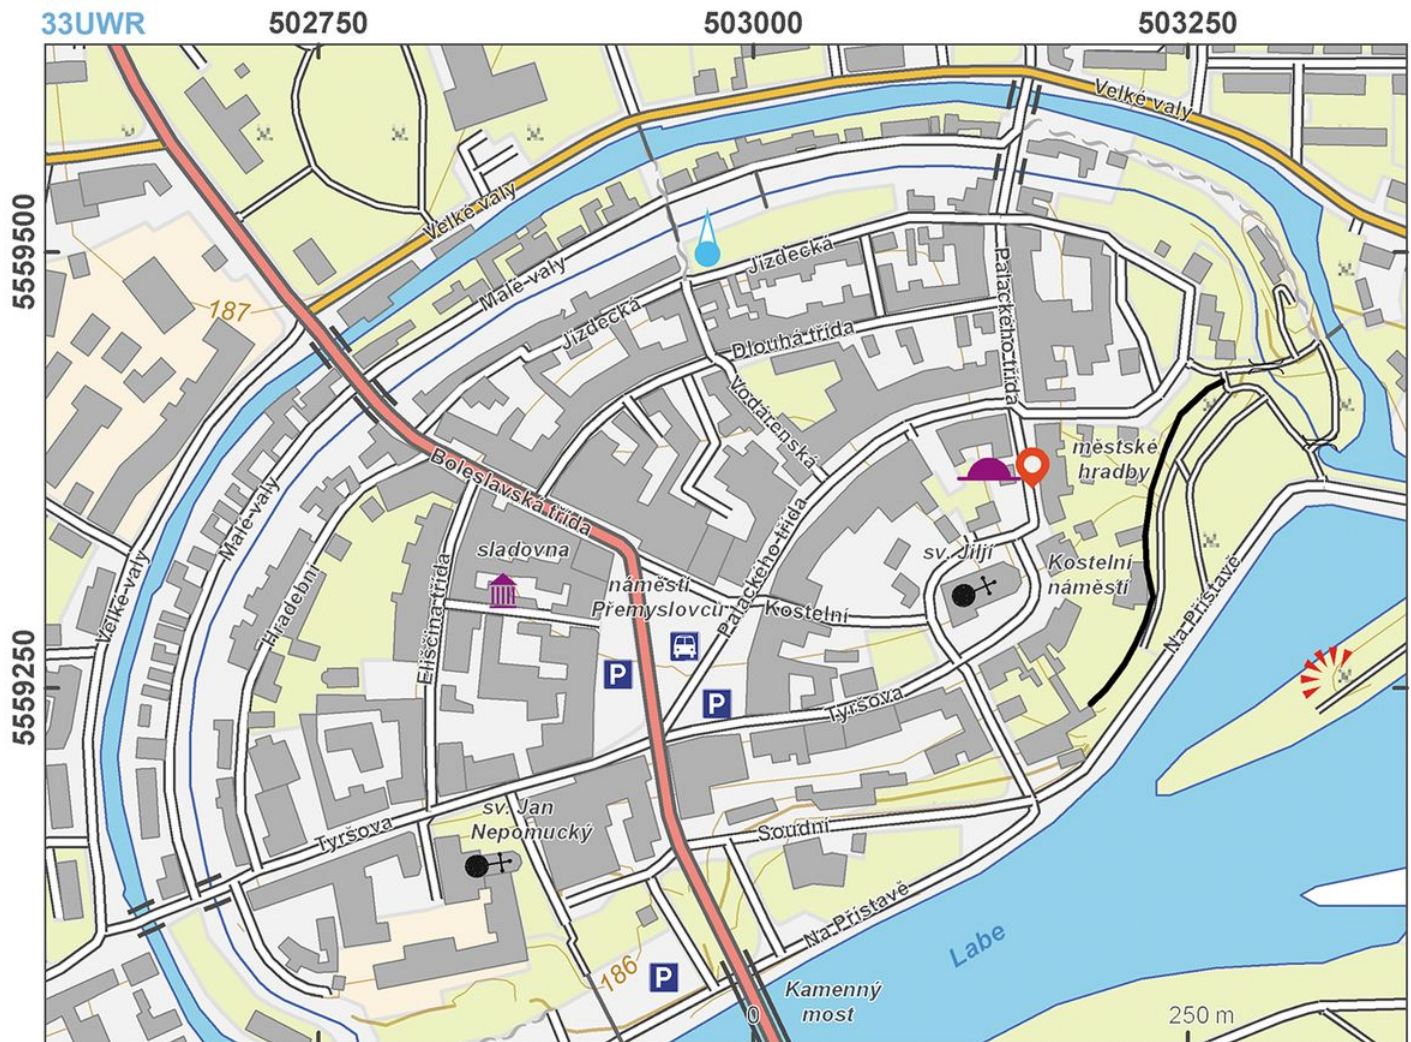 33UWR
502750
503000
503250
Velké valy
5559500
Velké valy
Malé valy
Jízdecká
187
Jízdecká
Palackého třída
Dlouhá třída
Vodárenská
městské
hradby
Boleslavská třída
Malé valy
Palackého třída
sladovna
sv. Jiljí
Kostelní
náměstí
náměstí
Přemyslovců
Kostelní
Velké valy
Hradební
Eliščina třída
Na Přístavě
5559250
P
P
Tyršova
sv. Jan
Nepomucký
Tyršova
Soudní
Na Přístavě
Labe
186
P
Kamenný
most
0
250 m